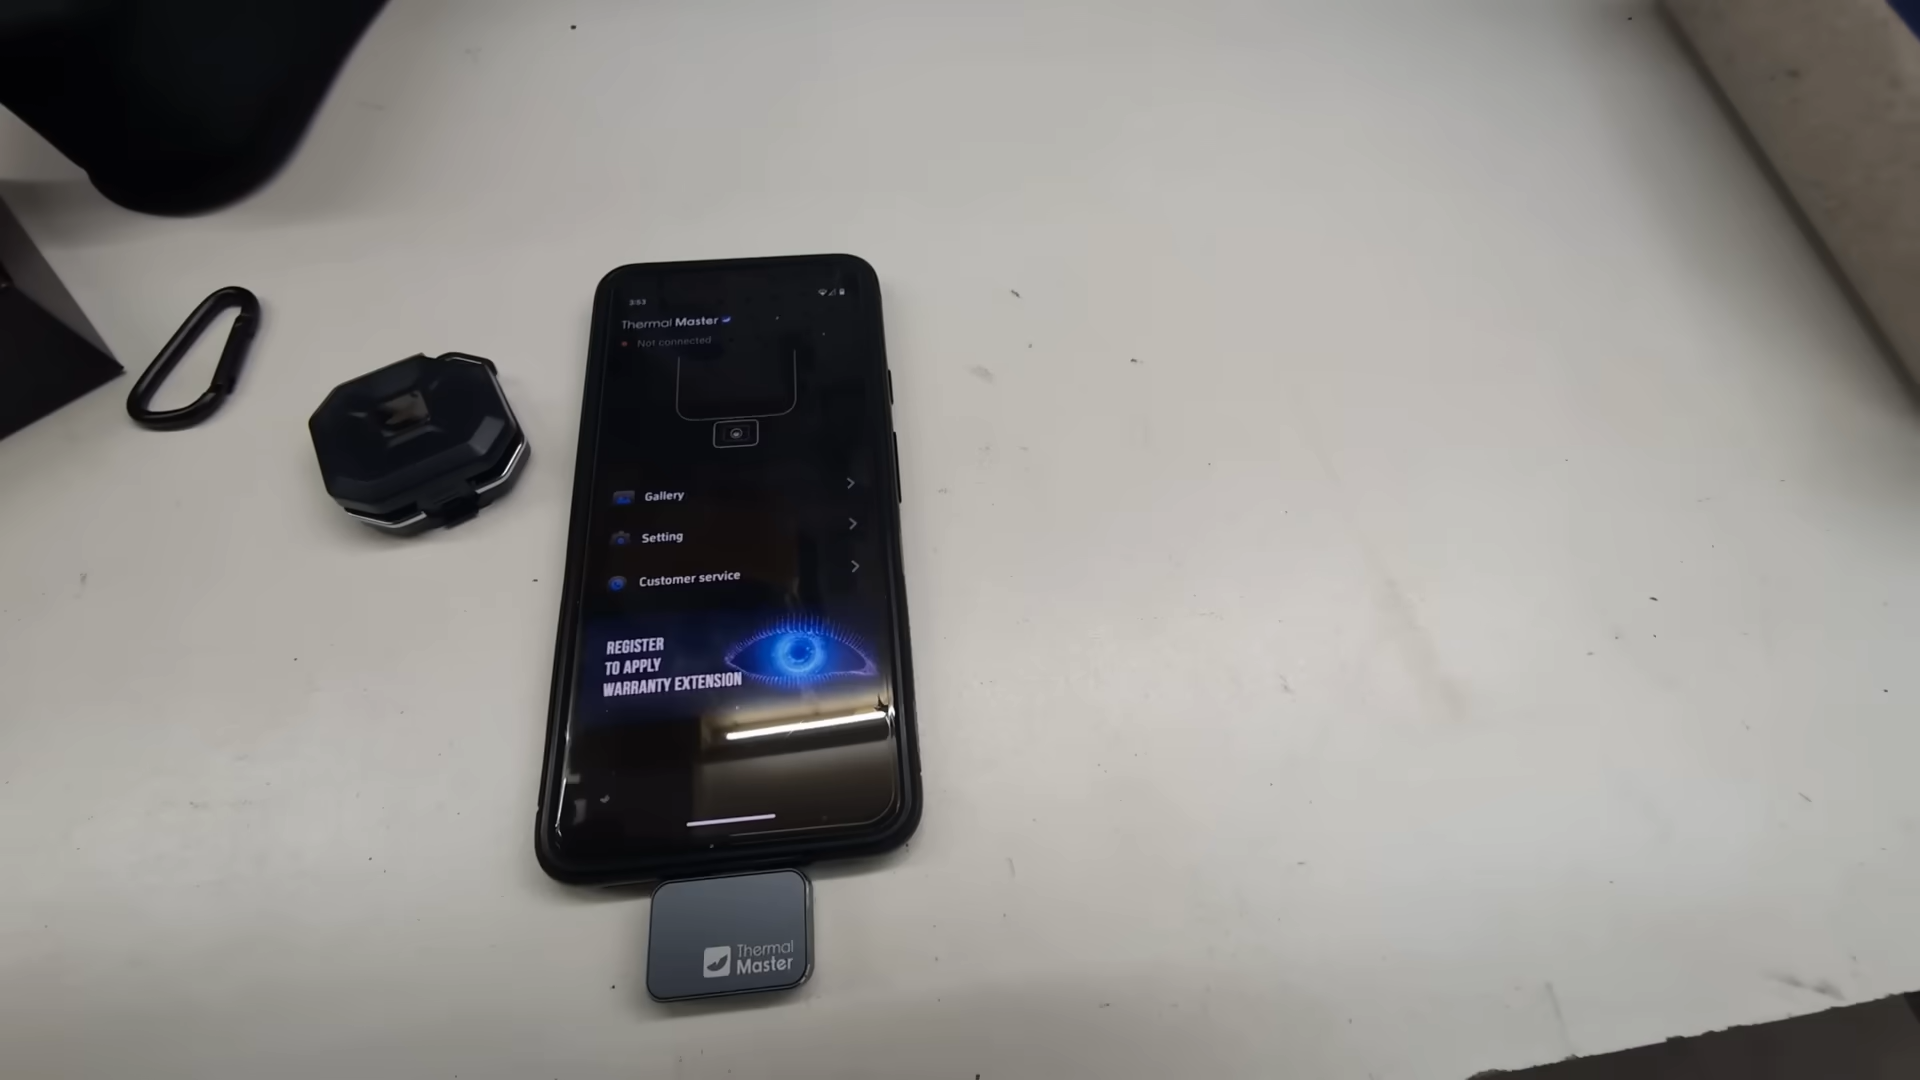 3:53
Thermal Master
Not connected
Gallery
Setting
Customer service
REGISTER
TO APPLY
WARRANTY EXTENSION
Thermal
Master